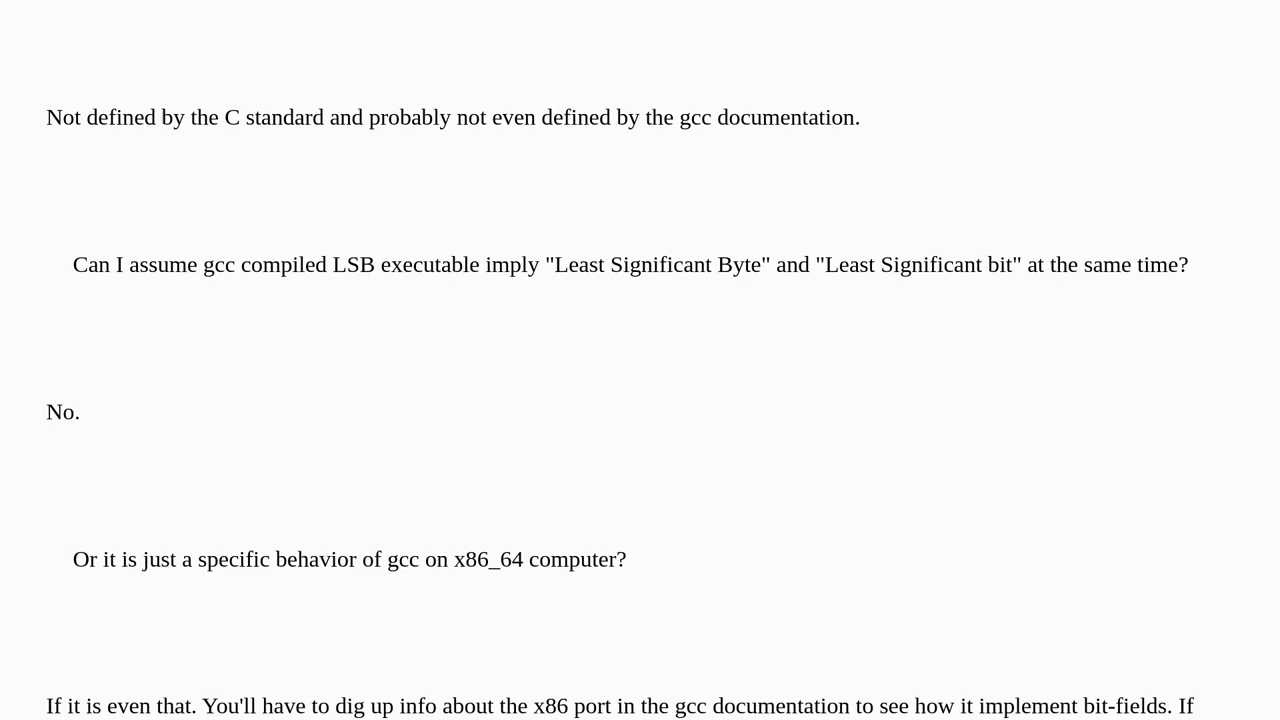 Not defined by the C standard and probably not even defined by the gcc documentation.
Can I assume gcc compiled LSB executable imply "Least Significant Byte" and "Least Significant bit" at the same time?
No.
Or it is just a specific behavior of gcc on x86_64 computer?
If it is even that. You'll have to dig up info about the x86 port in the gcc documentation to see how it implement bit-fields. If